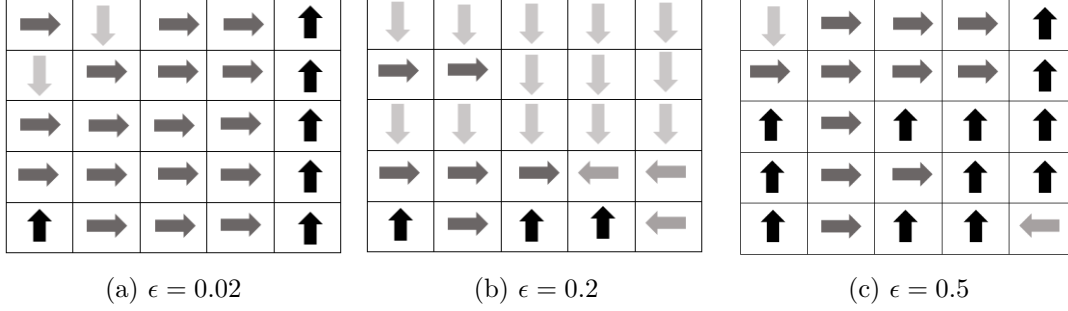 (a) ϵ = 0.02
(b) ϵ = 0.2
(c) ϵ = 0.5